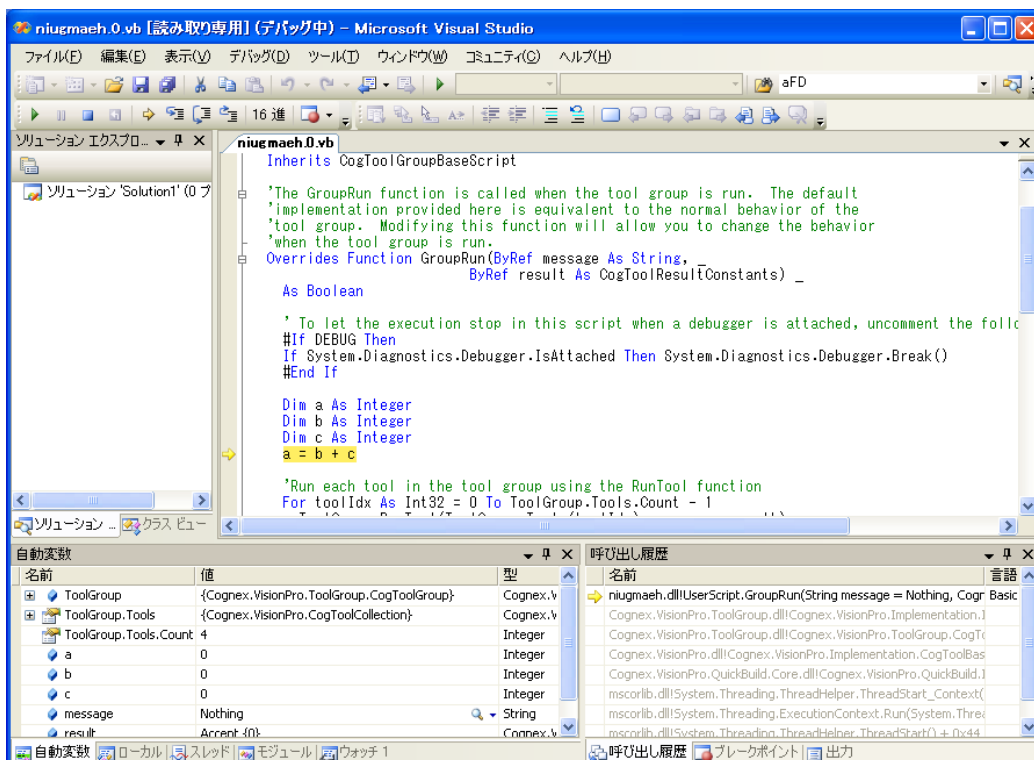 niugmaeh.0.vb [読み取り専用] (デバッグ中) - Microsoft Visual Studio
ファイル(F) 編集(E) 表示(V) デバッグ(D) ツール(T) ウィンドウ(W) コミュニティ(C) ヘルプ(H)
aFD
16 進
ソリューション エクスプロ...
niugmaeh.0.vb
ソリューション 'Solution1' (0 プ
Inherits CogToolGroupBaseScript
'The GroupRun function is called when the tool group is run.  The default
'implementation provided here is equivalent to the normal behavior of the
'tool group.  Modifying this function will allow you to change the behavior
'when the tool group is run.
Overrides Function GroupRun(ByRef message As String, _
ByRef result As CogToolResultConstants) _
As Boolean
' To let the execution stop in this script when a debugger is attached, uncomment the follo
#If DEBUG Then
If System.Diagnostics.Debugger.IsAttached Then System.Diagnostics.Debugger.Break()
#End If
Dim a As Integer
Dim b As Integer
Dim c As Integer
a = b + c
'Run each tool in the tool group using the RunTool function
For toolIdx As Int32 = 0 To ToolGroup.Tools.Count - 1
ソリューション ... クラス ビュー
自動変数
名前 値 型
ToolGroup {Cognex.VisionPro.ToolGroup.CogToolGroup} Cognex.V
ToolGroup.Tools {Cognex.VisionPro.CogToolCollection} Cognex.V
ToolGroup.Tools.Count 4 Integer
a 0 Integer
b 0 Integer
c 0 Integer
message Nothing String
result Accept {0} Cognex.V
自動変数 ローカル スレッド モジュール ウォッチ 1
呼び出し履歴
名前 言語
niugmaeh.dll!UserScript.GroupRun(String message = Nothing, Cogn Basic
Cognex.VisionPro.ToolGroup.dll!Cognex.VisionPro.Implementation.I
Cognex.VisionPro.ToolGroup.dll!Cognex.VisionPro.ToolGroup.CogTo
Cognex.VisionPro.dll!Cognex.VisionPro.Implementation.CogToolBas
Cognex.VisionPro.QuickBuild.Core.dll!Cognex.VisionPro.QuickBuild.I
mscorlib.dll!System.Threading.ThreadHelper.ThreadStart_Context(
mscorlib.dll!System.Threading.ExecutionContext.Run(System.Threa
mscorlib.dll!System.Threading.ThreadHelper.ThreadStart() + 0x44
呼び出し履歴 ブレークポイント 出力